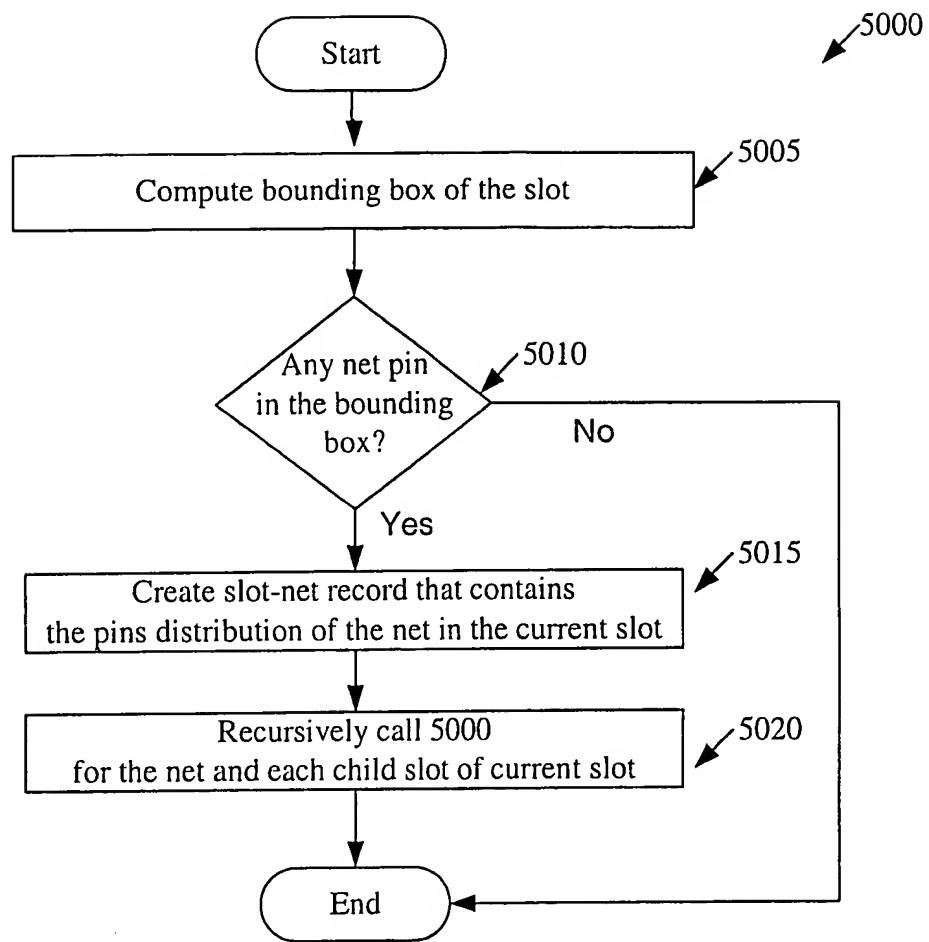 5000
Start
5005
Compute bounding box of the slot
5010
Any net pin
in the bounding
box?
No
Yes
5015
Create slot-net record that contains
the pins distribution of the net in the current slot
5020
Recursively call 5000
for the net and each child slot of current slot
End